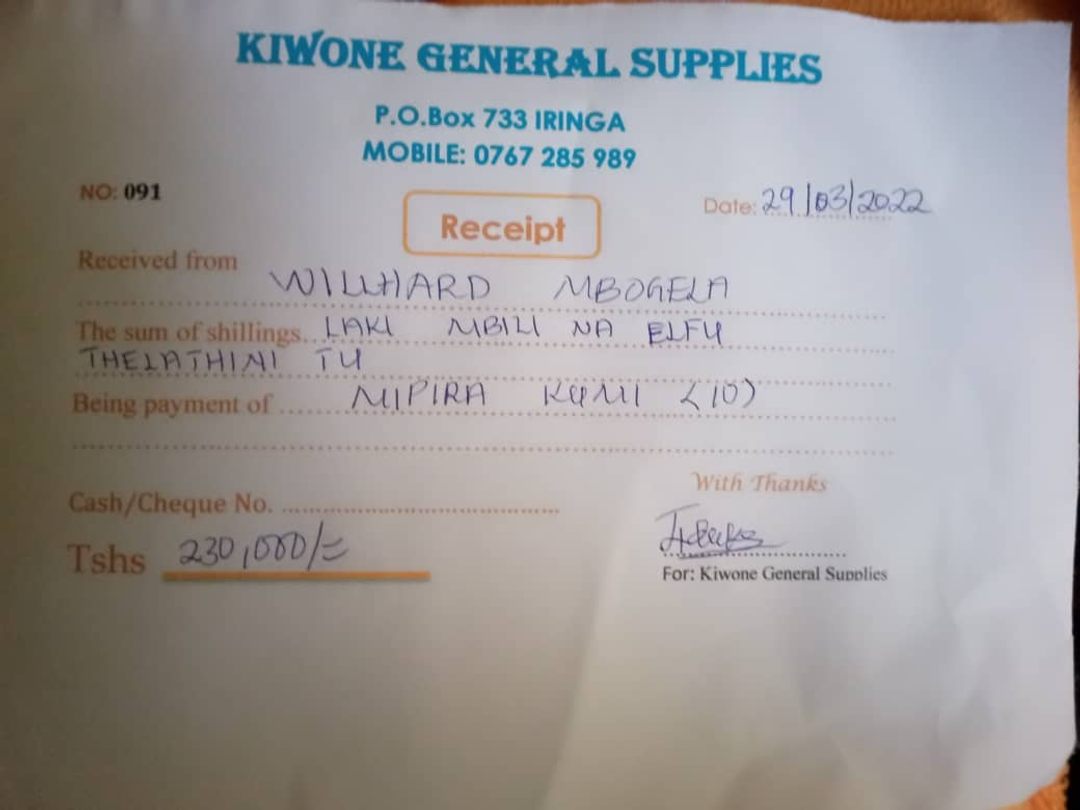 KIWONE GENERAL SUPPLIES
P.O.Box 733 IRINGA
MOBILE: 0767 285 989
NO: 091
Receipt
Date: 29/03/2022
Received from WILLHARD MBOGELA
The sum of shillings LAKI MBILI NA ELFU
THELATHINI TU
Being payment of MIPIRA KUMI (10)
Cash/Cheque No.
With Thanks
Tshs 230,000/=
For: Kiwone General Supplies